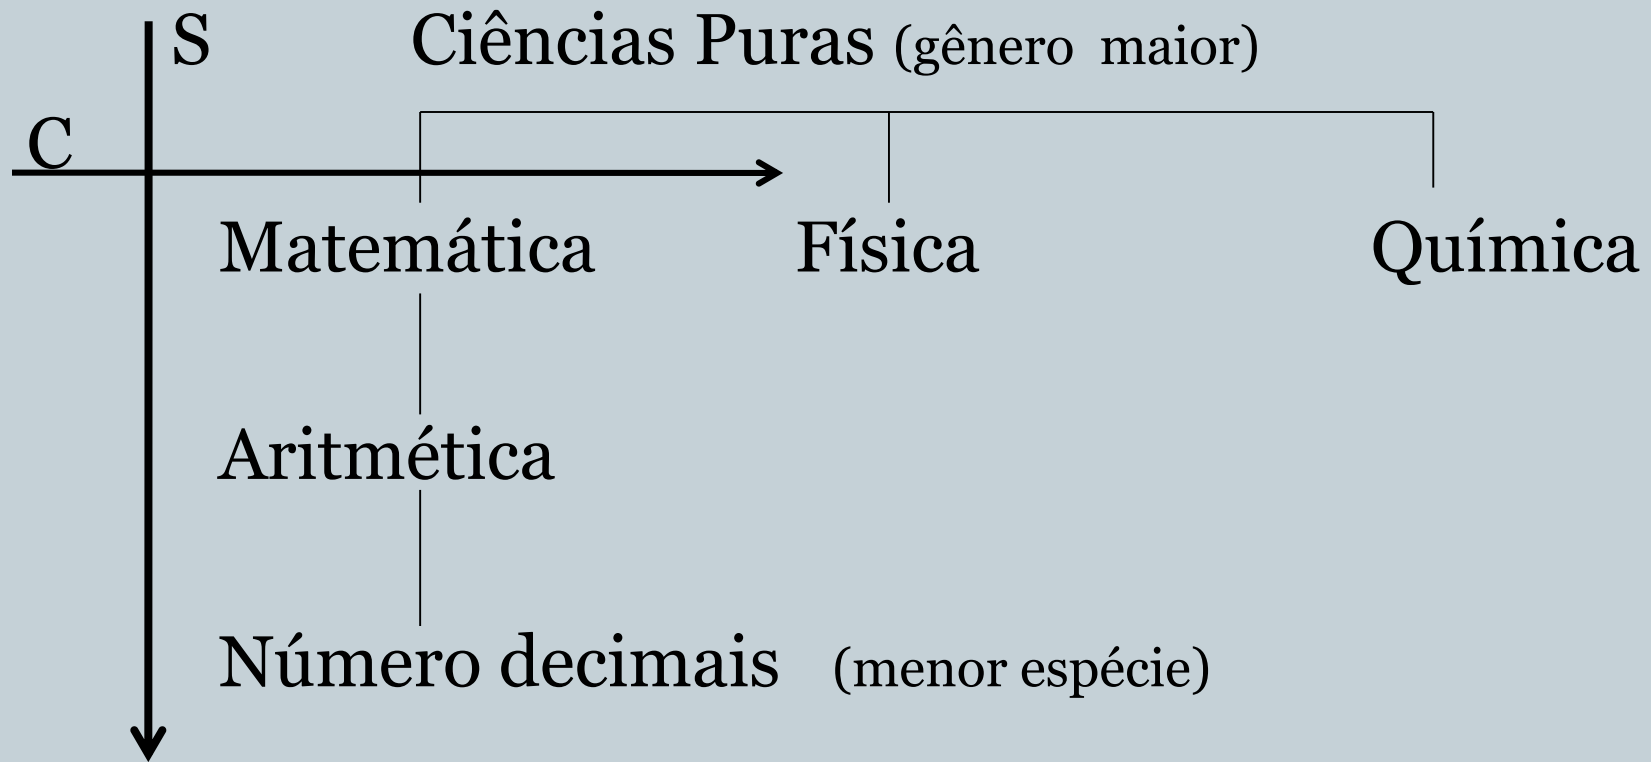 S Ciências Puras (gênero maior)
C
Matemática Física Química
Aritmética
Número decimais (menor espécie)